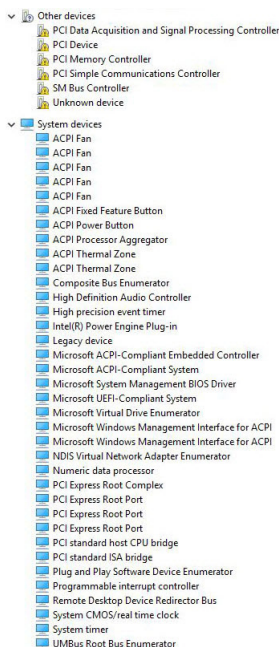 Other devices
PCI Data Acquisition and Signal Processing Controller
PCI Device
PCI Memory Controller
PCI Simple Communications Controller
SM Bus Controller
Unknown device
System devices
ACPI Fan
ACPI Fan
ACPI Fan
ACPI Fan
ACPI Fan
ACPI Fixed Feature Button
ACPI Power Button
ACPI Processor Aggregator
ACPI Thermal Zone
ACPI Thermal Zone
Composite Bus Enumerator
High Definition Audio Controller
High precision event timer
Intel(R) Power Engine Plug-in
Legacy device
Microsoft ACPI-Compliant Embedded Controller
Microsoft ACPI-Compliant System
Microsoft System Management BIOS Driver
Microsoft UEFI-Compliant System
Microsoft Virtual Drive Enumerator
Microsoft Windows Management Interface for ACPI
Microsoft Windows Management Interface for ACPI
NDIS Virtual Network Adapter Enumerator
Numeric data processor
PCI Express Root Complex
PCI Express Root Port
PCI Express Root Port
PCI Express Root Port
PCI standard host CPU bridge
PCI standard ISA bridge
Plug and Play Software Device Enumerator
Programmable interrupt controller
Remote Desktop Device Redirector Bus
System CMOS/real time clock
System timer
UMBus Root Bus Enumerator